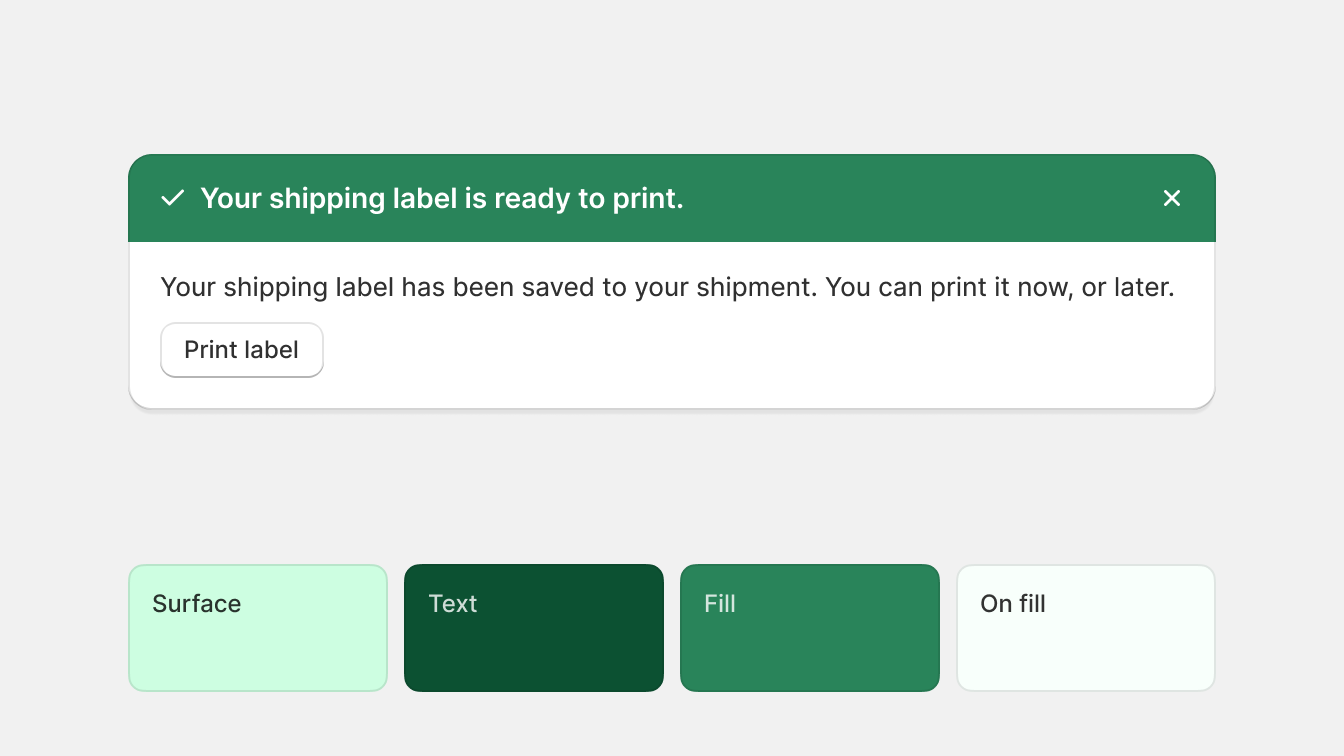 Your shipping label is ready to print.
Your shipping label has been saved to your shipment. You can print it now, or later.
Print label
Surface
Text
Fill
On fill